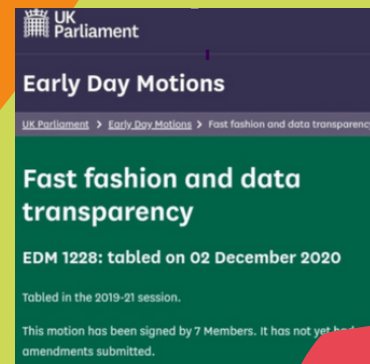 UK
Parliament
Early Day Motions
UK Parliament > Early Day Motions > Fast fashion and data transparency
Fast fashion and data
transparency
EDM 1228: tabled on 02 December 2020
Tabled in the 2019-21 session.
This motion has been signed by 7 Members. It has not yet had
amendments submitted.